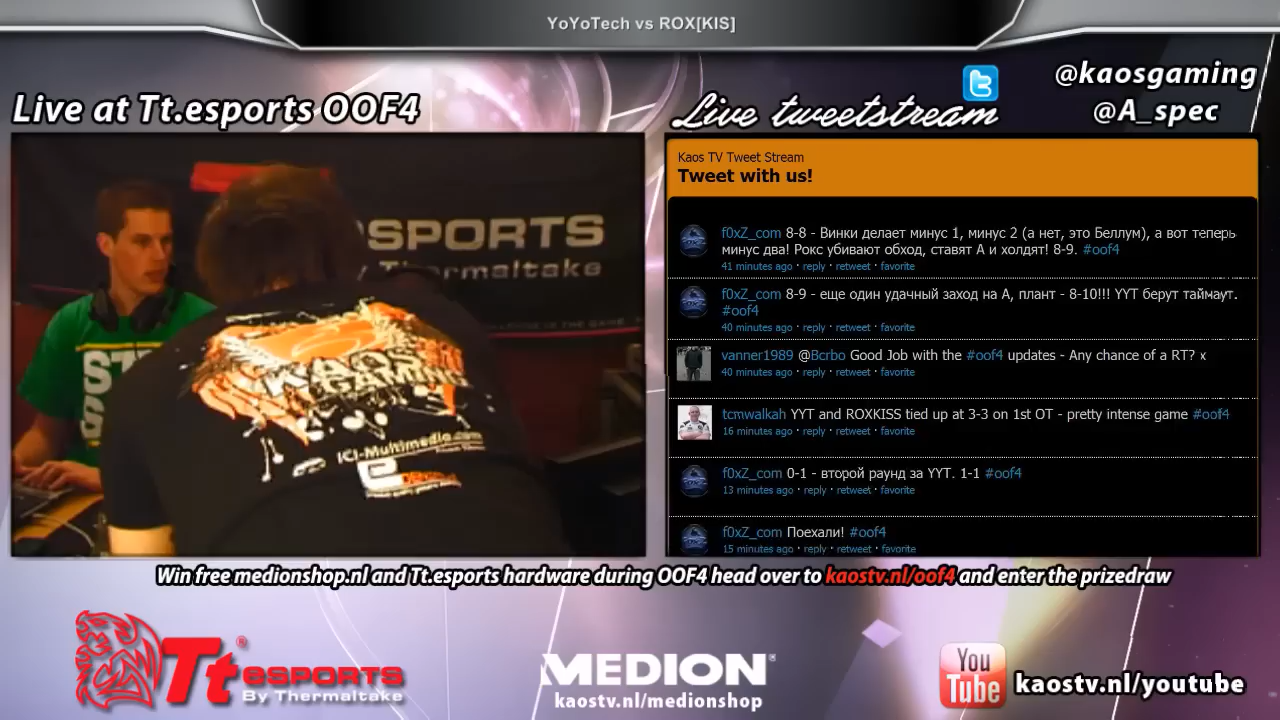 YoYoTech vs ROX[KIS]
Live at Tt.esports OOF4
Live tweetstream
@kaosgaming
@A_spec
ESPORTS
by Thermaltake
KAOS
GAMING
ICI-Multimedia.com
Kaos TV Tweet Stream
Tweet with us!
f0xZ_com 8-8 - Винки делает минус 1, минус 2 (а нет, это Беллум), а вот теперь
минус два! Рокс убивают обход, ставят А и холдят! 8-9. #oof4
41 minutes ago · reply · retweet · favorite
f0xZ_com 8-9 - еще один удачный заход на А, плант - 8-10!!! YYT берут таймаут.
#oof4
40 minutes ago · reply · retweet · favorite
vanner1989 @Bcrbo Good Job with the #oof4 updates - Any chance of a RT? x
40 minutes ago · reply · retweet · favorite
tcmwalkah YYT and ROXKISS tied up at 3-3 on 1st OT - pretty intense game #oof4
16 minutes ago · reply · retweet · favorite
f0xZ_com 0-1 - второй раунд за YYT. 1-1 #oof4
13 minutes ago · reply · retweet · favorite
f0xZ_com Поехали! #oof4
15 minutes ago · reply · retweet · favorite
Win free medionshop.nl and Tt.esports hardware during OOF4 head over to kaostv.nl/oof4 and enter the prizedraw
Tt® eSPORTS
By Thermaltake
MEDION®
kaostv.nl/medionshop
You
Tube
kaostv.nl/youtube